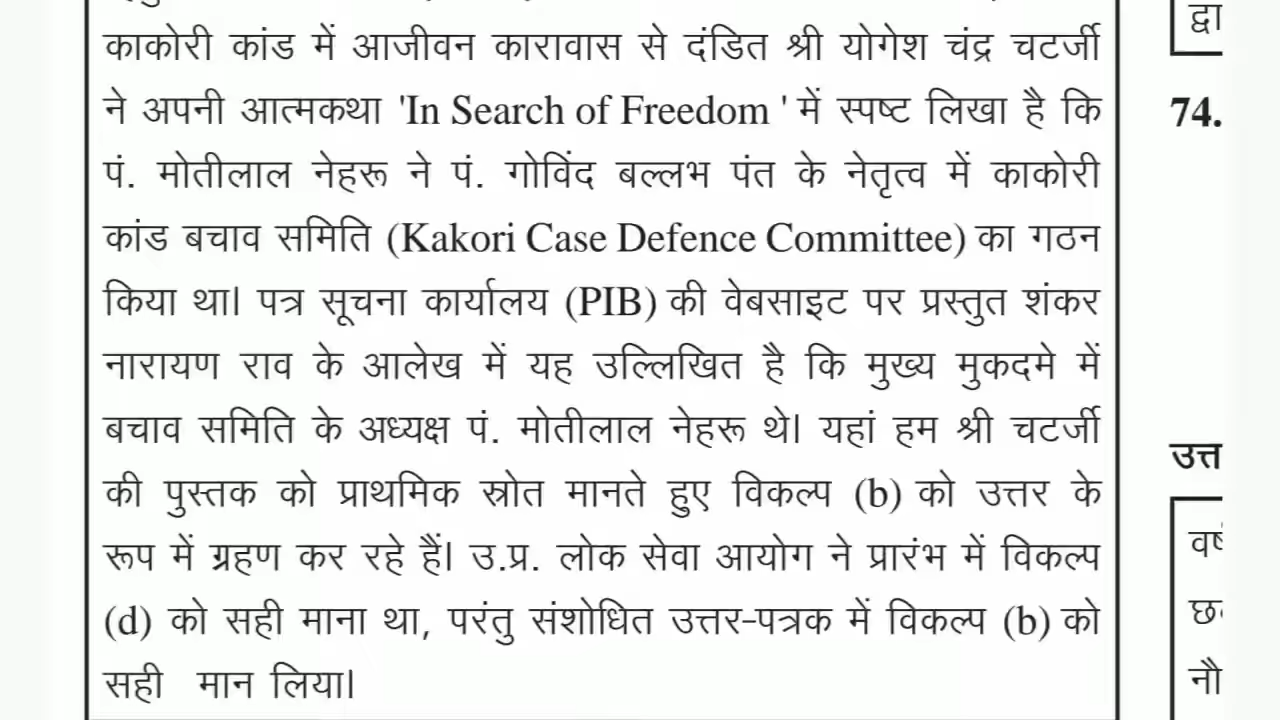 काकोरी कांड में आजीवन कारावास से दंडित श्री योगेश चंद्र चटर्जी
ने अपनी आत्मकथा 'In Search of Freedom ' में स्पष्ट लिखा है कि
पं. मोतीलाल नेहरू ने पं. गोविंद बल्लभ पंत के नेतृत्व में काकोरी
कांड बचाव समिति (Kakori Case Defence Committee) का गठन
किया था। पत्र सूचना कार्यालय (PIB) की वेबसाइट पर प्रस्तुत शंकर
नारायण राव के आलेख में यह उल्लिखित है कि मुख्य मुकदमे में
बचाव समिति के अध्यक्ष पं. मोतीलाल नेहरू थे। यहां हम श्री चटर्जी
की पुस्तक को प्राथमिक स्रोत मानते हुए विकल्प (b) को उत्तर के
रूप में ग्रहण कर रहे हैं। उ.प्र. लोक सेवा आयोग ने प्रारंभ में विकल्प
(d) को सही माना था, परंतु संशोधित उत्तर-पत्रक में विकल्प (b) को
सही मान लिया।
द्वा
74.
उत्त
नौ